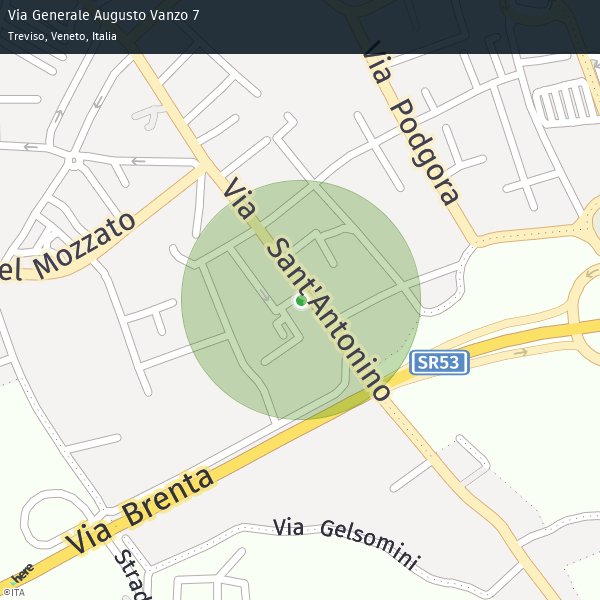 Via Generale Augusto Vanzo 7
Treviso, Veneto, Italia
Via Podgora
Via Sant'Antonino
el Mozzato
SR53
Via Brenta
Via Gelsomini
Strad
here
©ITA